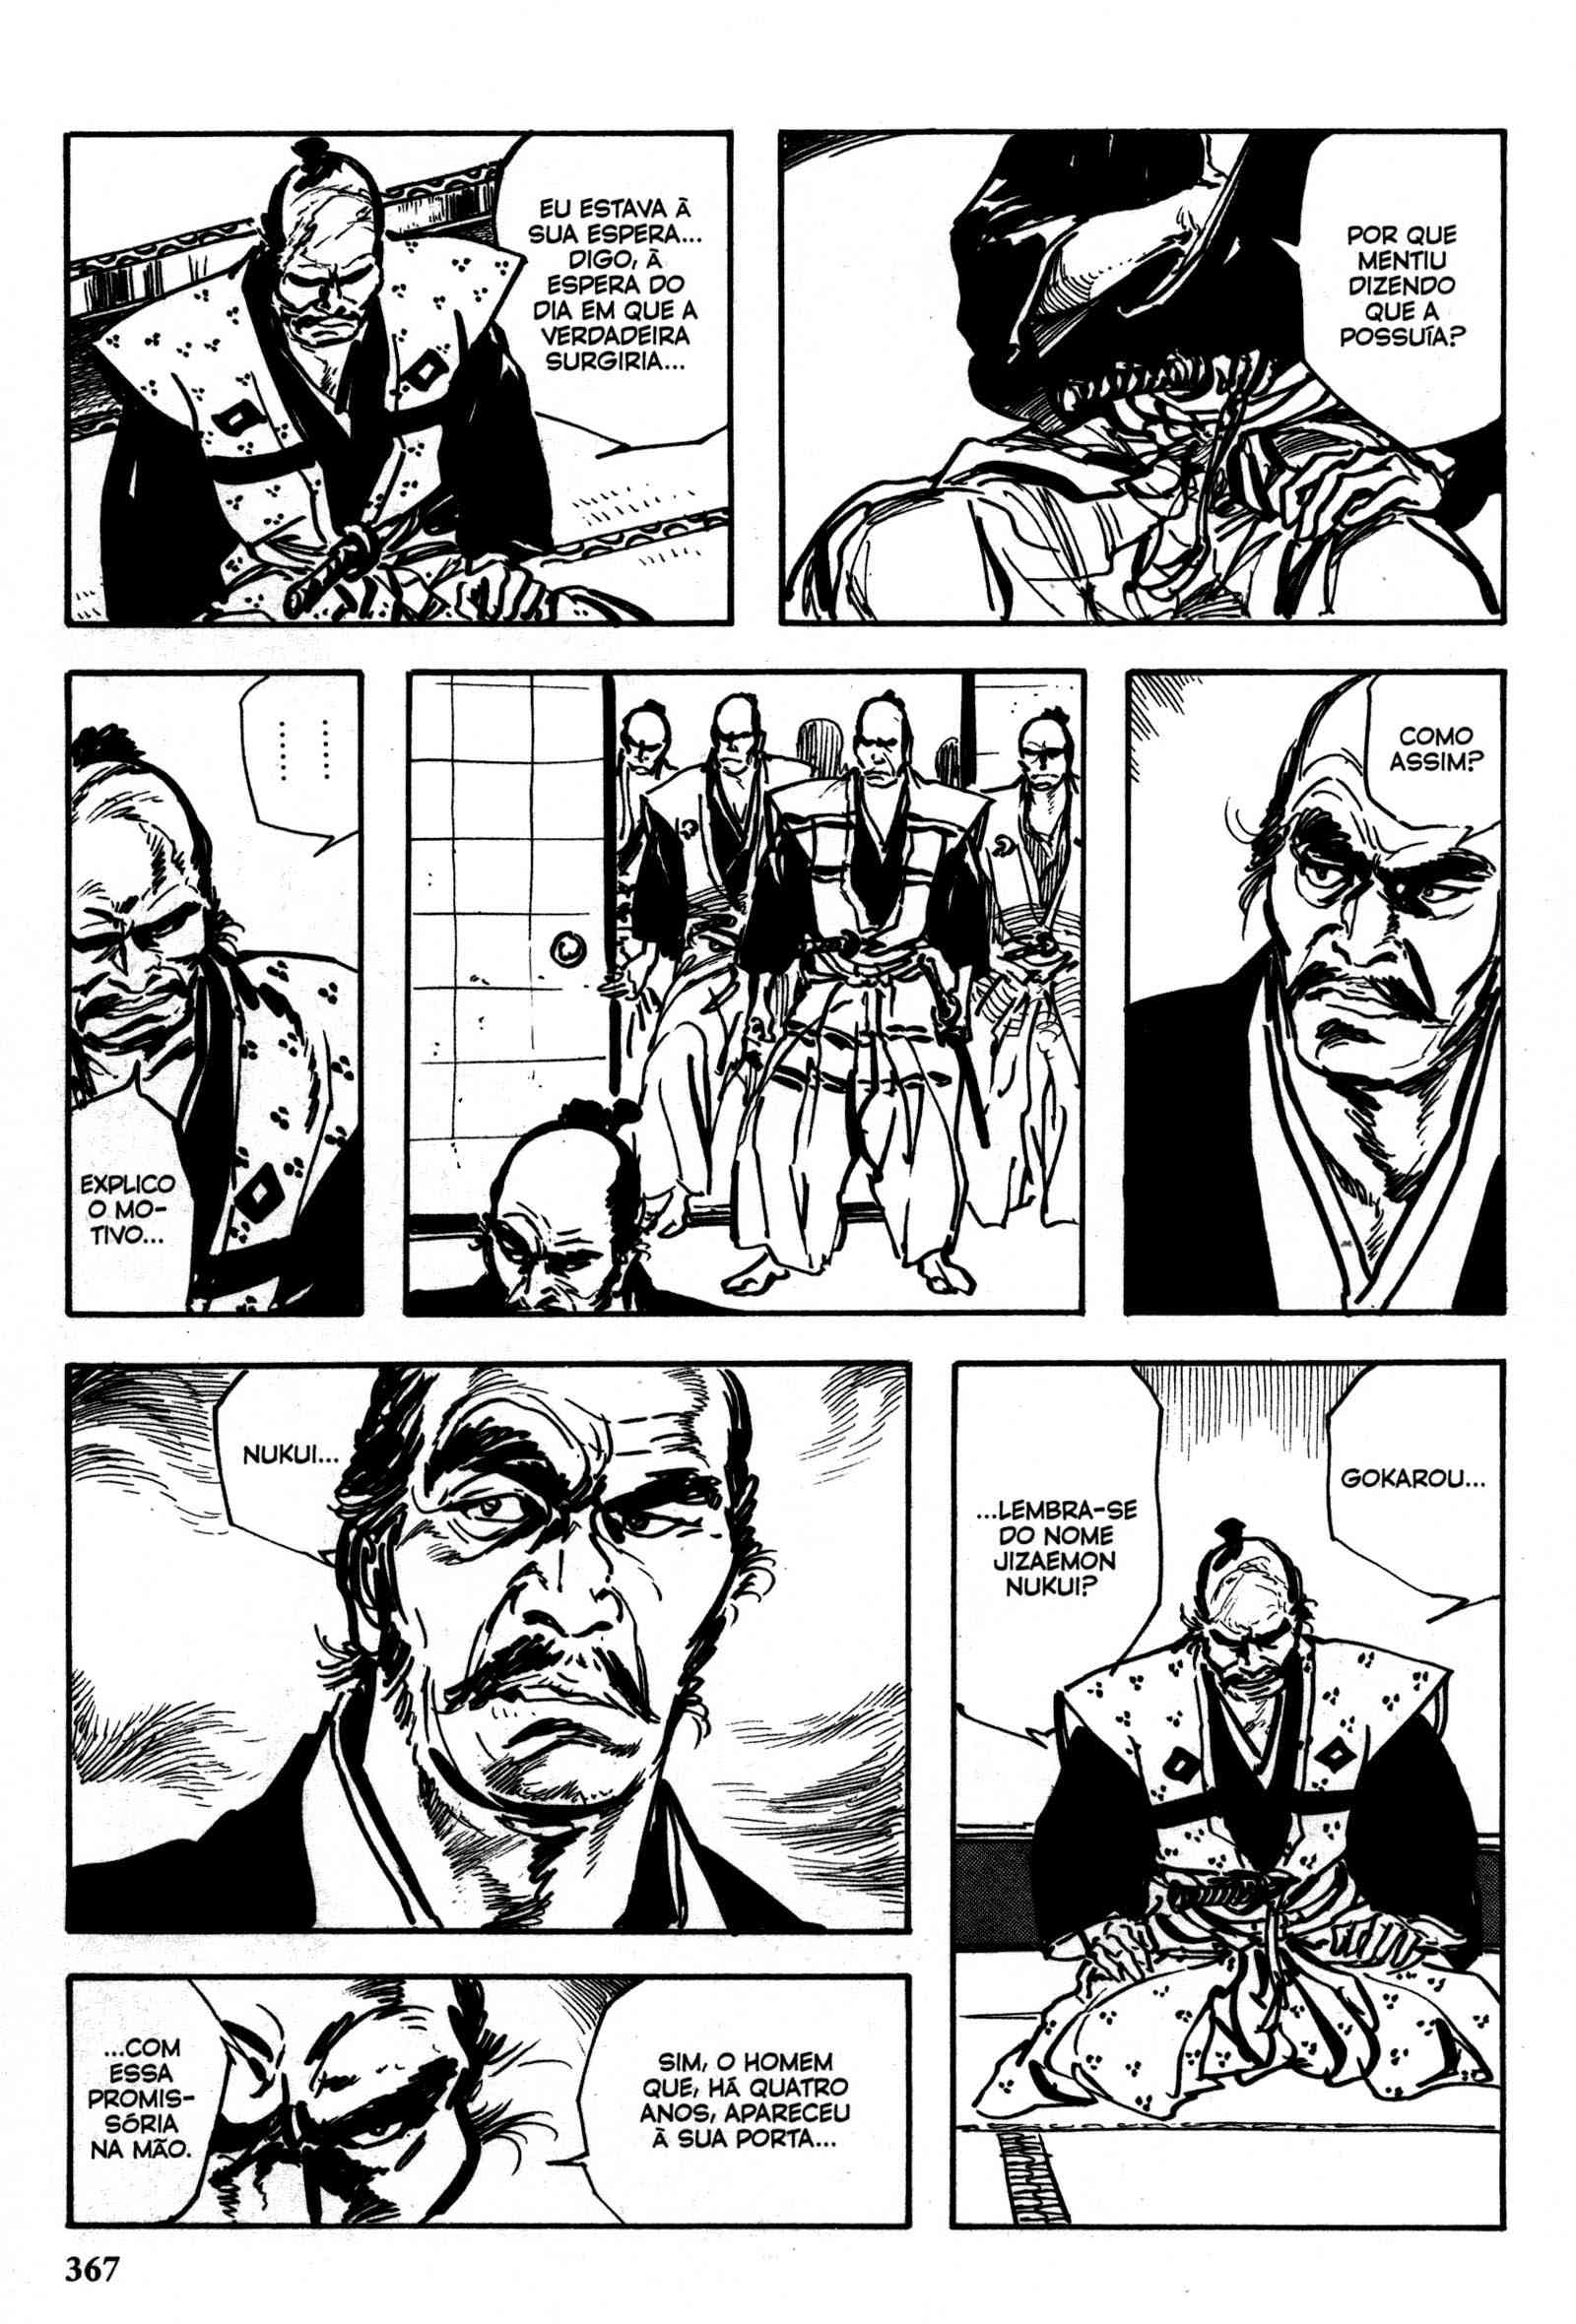 POR QUE
MENTIU
DIZENDO
QUE A
POSSUÍA?
EU ESTAVA À
SUA ESPERA...
DIGO, À
ESPERA DO
DIA EM QUE A
VERDADEIRA
SURGIRIA...
COMO
ASSIM?
......
......
EXPLICO
O MO-
TIVO...
GOKAROU...
...LEMBRA-SE
DO NOME
JIZAEMON
NUKUI?
NUKUI...
SIM, O HOMEM
QUE, HÁ QUATRO
ANOS, APARECEU
À SUA PORTA...
...COM
ESSA
PROMIS-
SÓRIA
NA MÃO.
367